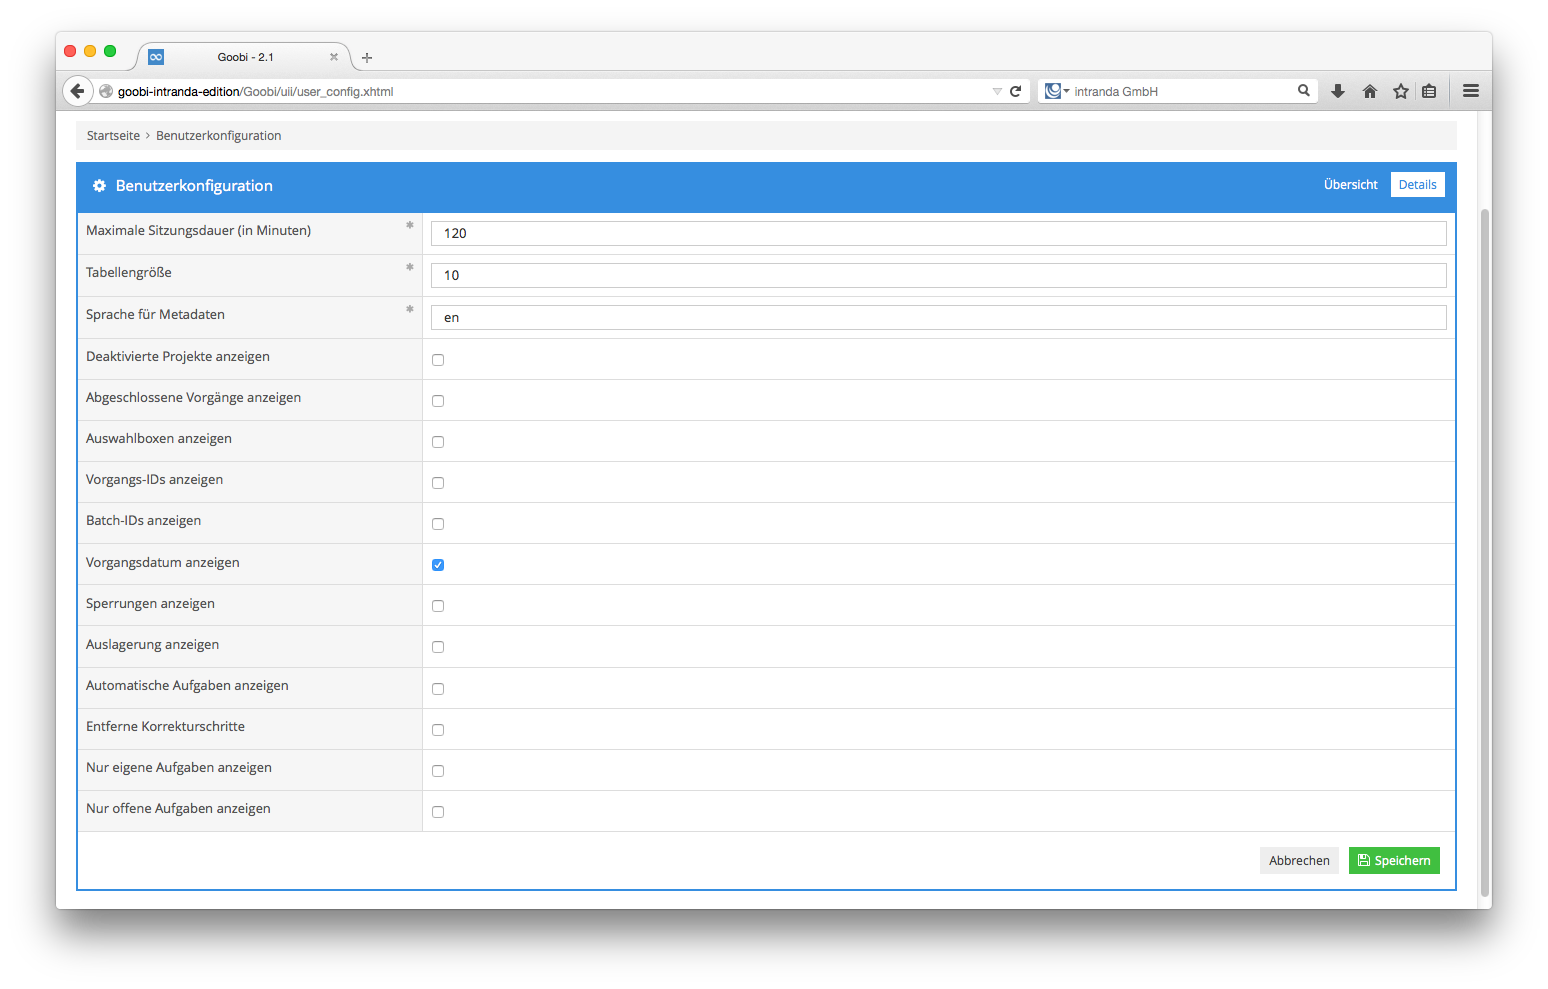 Goobi - 2.1
goobi-intranda-edition/Goobi/uii/user_config.xhtml
intranda GmbH
Startseite › Benutzerkonfiguration
Benutzerkonfiguration
Übersicht
Details
Maximale Sitzungsdauer (in Minuten) *
120
Tabellengröße *
10
Sprache für Metadaten *
en
Deaktivierte Projekte anzeigen
Abgeschlossene Vorgänge anzeigen
Auswahlboxen anzeigen
Vorgangs-IDs anzeigen
Batch-IDs anzeigen
Vorgangsdatum anzeigen
Sperrungen anzeigen
Auslagerung anzeigen
Automatische Aufgaben anzeigen
Entferne Korrekturschritte
Nur eigene Aufgaben anzeigen
Nur offene Aufgaben anzeigen
Abbrechen
Speichern